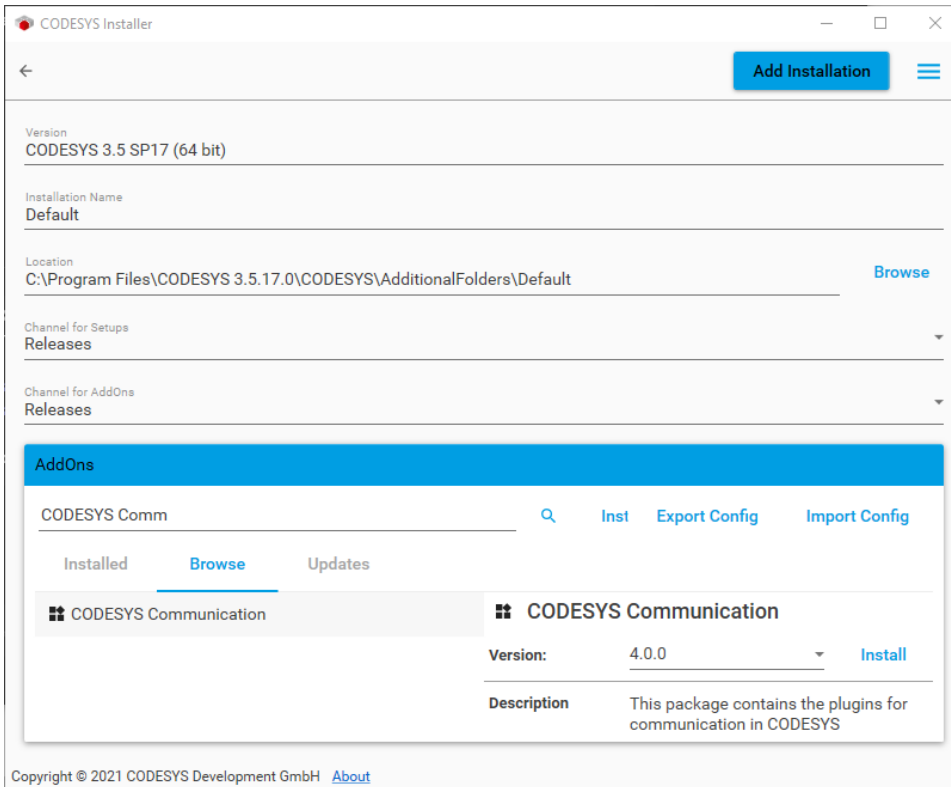 CODESYS Installer
Add Installation
Version
CODESYS 3.5 SP17 (64 bit)
Installation Name
Default
Location
C:\Program Files\CODESYS 3.5.17.0\CODESYS\AdditionalFolders\Default
Browse
Channel for Setups
Releases
Channel for AddOns
Releases
AddOns
CODESYS Comm
Inst Export Config Import Config
Installed Browse Updates
CODESYS Communication
CODESYS Communication
Version: 4.0.0 Install
Description This package contains the plugins for
communication in CODESYS
Copyright © 2021 CODESYS Development GmbH About